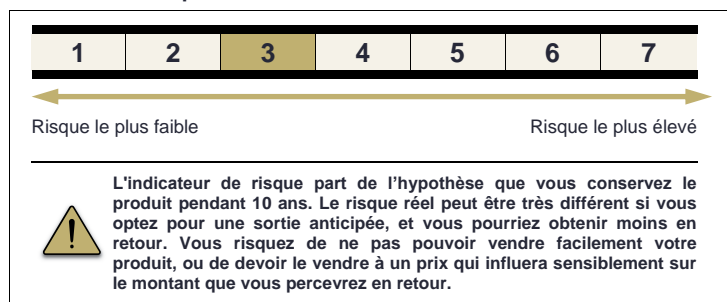 1 2 3 4 5 6 7
Risque le plus faible Risque le plus élevé
L'indicateur de risque part de l’hypothèse que vous conservez le
produit pendant 10 ans. Le risque réel peut être très différent si vous
optez pour une sortie anticipée, et vous pourriez obtenir moins en
retour. Vous risquez de ne pas pouvoir vendre facilement votre
produit, ou de devoir le vendre à un prix qui influera sensiblement sur
le montant que vous percevrez en retour.